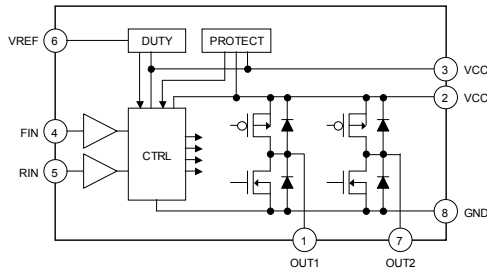 VREF 6 DUTY PROTECT
3 VCC
2 VCC
FIN 4
CTRL
RIN 5
8 GND
1 7
OUT1 OUT2